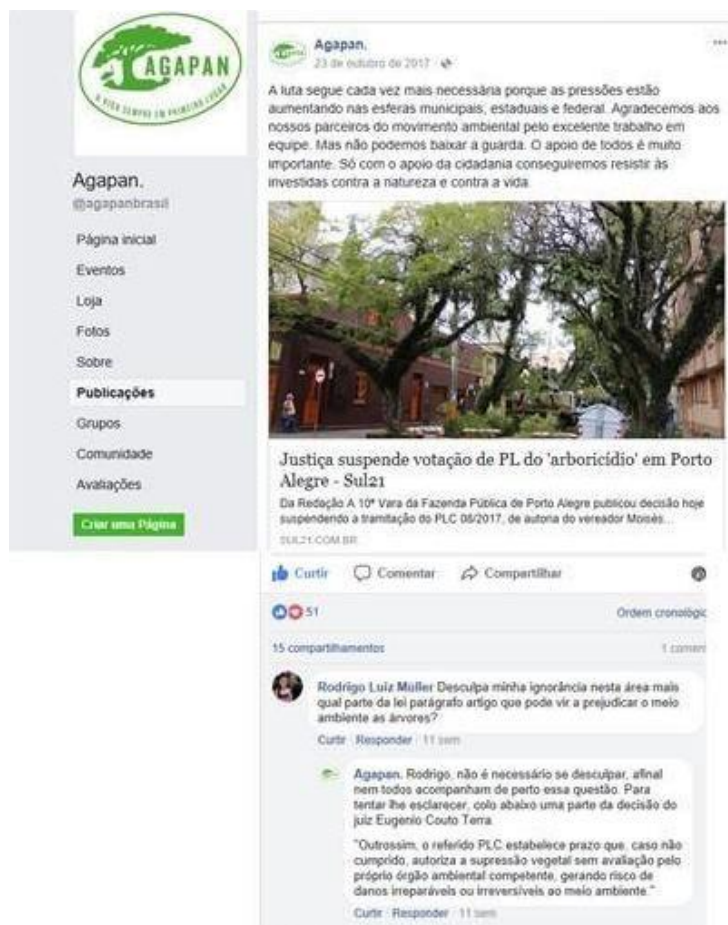 AGAPAN
A VIDA SEMPRE EM PRIMEIRO LUGAR
Agapan.
@agapanbrasil
Página inicial
Eventos
Loja
Fotos
Sobre
Publicações
Grupos
Comunidade
Avaliações
Criar uma Página
Agapan.
23 de outubro de 2017
A luta segue cada vez mais necessária porque as pressões estão
aumentando nas esferas municipais, estaduais e federal. Agradecemos aos
nossos parceiros do movimento ambiental pelo excelente trabalho em
equipe. Mas não podemos baixar a guarda. O apoio de todos é muito
importante. Só com o apoio da cidadania conseguiremos resistir às
investidas contra a natureza e contra a vida.
Justiça suspende votação de PL do 'arboricídio' em Porto
Alegre - Sul21
Da Redação A 10ª Vara da Fazenda Pública de Porto Alegre publicou decisão hoje
suspendendo a tramitação do PLC 08/2017, de autoria do vereador Moisés...
SUL21.COM.BR
Curtir Comentar Compartilhar
51 Ordem cronológic
15 compartilhamentos 1 coment
Rodrigo Luiz Müller Desculpa minha ignorância nesta área mais
qual parte da lei parágrafo artigo que pode vir a prejudicar o meio
ambiente as árvores?
Curtir Responder 11 sem
Agapan. Rodrigo, não é necessário se desculpar, afinal
nem todos acompanham de perto essa questão. Para
tentar lhe esclarecer, colo abaixo uma parte da decisão do
juiz Eugenio Couto Terra.
"Outrossim, o referido PLC estabelece prazo que, caso não
cumprido, autoriza a supressão vegetal sem avaliação pelo
próprio órgão ambiental competente, gerando risco de
danos irreparáveis ou irreversíveis ao meio ambiente."
Curtir Responder 11 sem